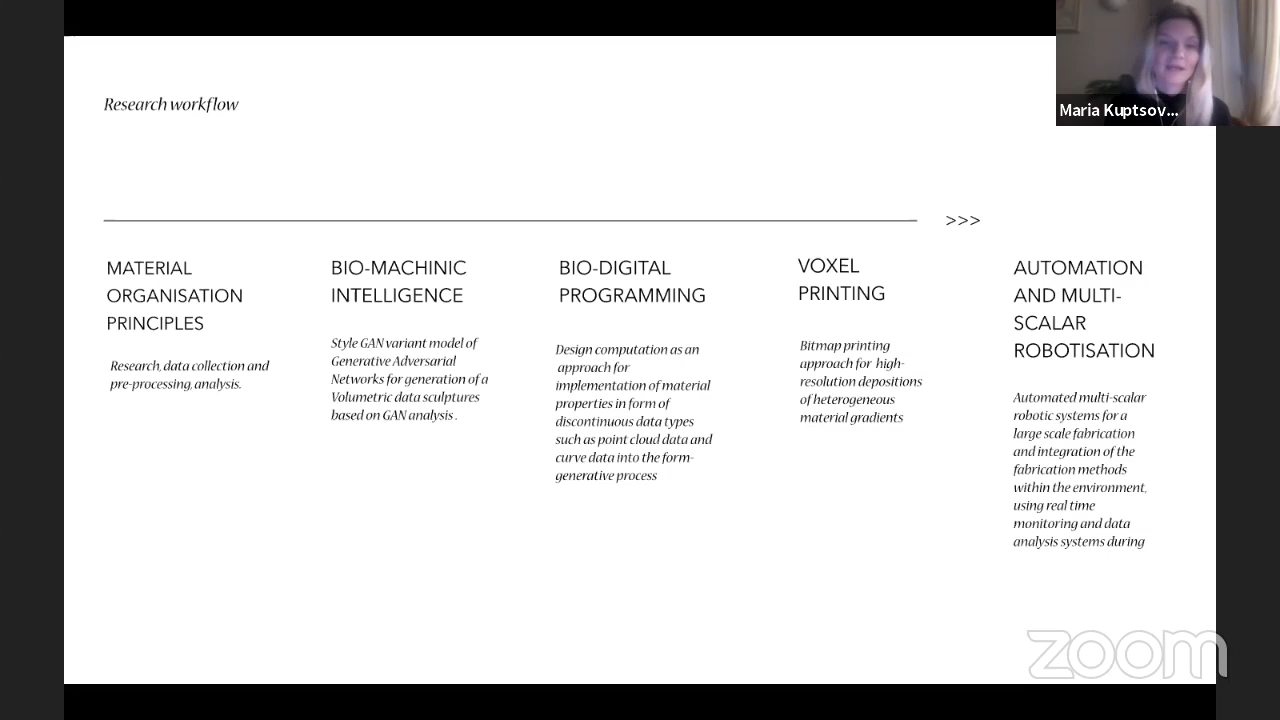 Maria Kuptsov...
Research workflow
>>>
MATERIAL
ORGANISATION
PRINCIPLES
Research, data collection and
pre-processing, analysis.
BIO-MACHINIC
INTELLIGENCE
Style GAN variant model of
Generative Adversarial
Networks for generation of a
Volumetric data sculptures
based on GAN analysis .
BIO-DIGITAL
PROGRAMMING
Design computation as an
approach for
implementation of material
properties in form of
discontinuous data types
such as point cloud data and
curve data into the form-
generative process
VOXEL
PRINTING
Bitmap printing
approach for high-
resolution depositions
of heterogeneous
material gradients
AUTOMATION
AND MULTI-
SCALAR
ROBOTISATION
Automated multi-scalar
robotic systems for a
large scale fabrication
and integration of the
fabrication methods
within the environment,
using real time
monitoring and data
analysis systems during
zoom